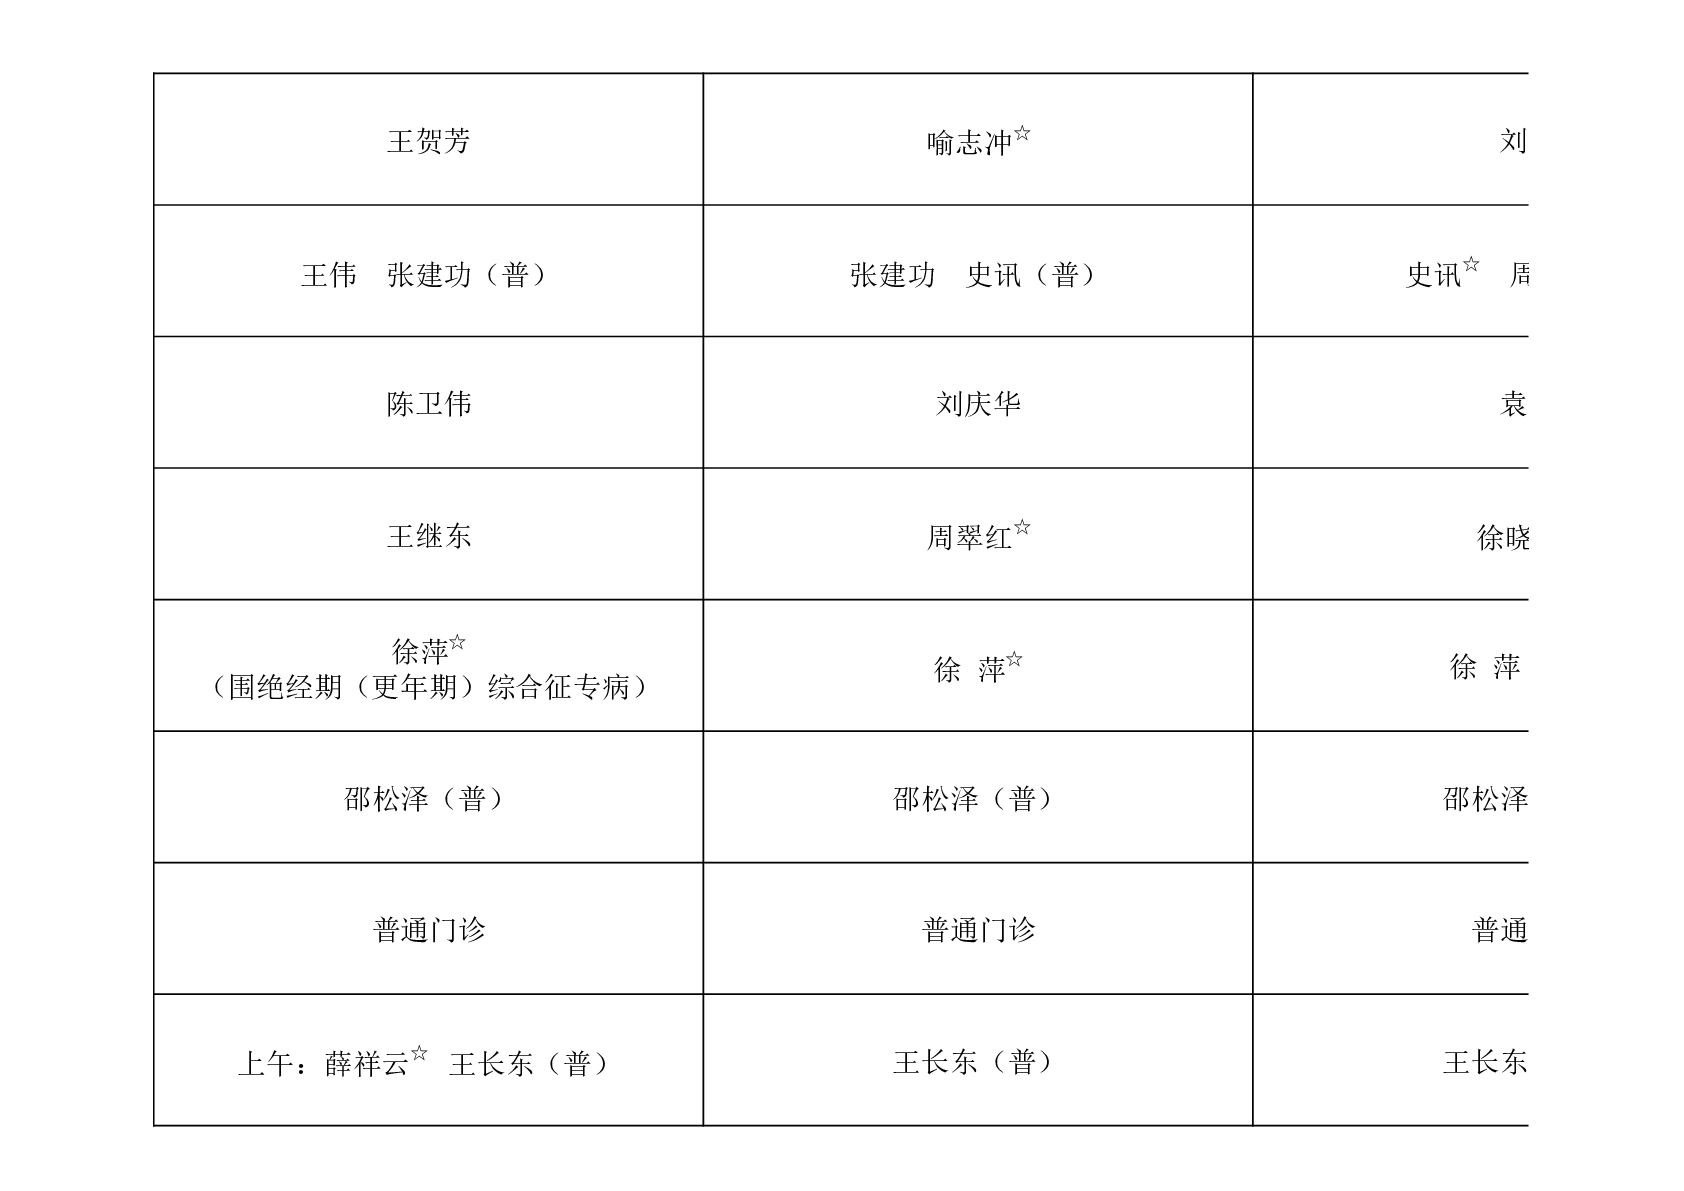 王贺芳 喻志冲☆ 刘
王伟 张建功（普） 张建功 史讯（普） 史讯☆ 周
陈卫伟 刘庆华 袁
王继东 周翠红☆ 徐晓
徐萍☆
（围绝经期（更年期）综合征专病） 徐 萍☆ 徐 萍
邵松泽（普） 邵松泽（普） 邵松泽
普通门诊 普通门诊 普通
上午：薛祥云☆ 王长东（普） 王长东（普） 王长东